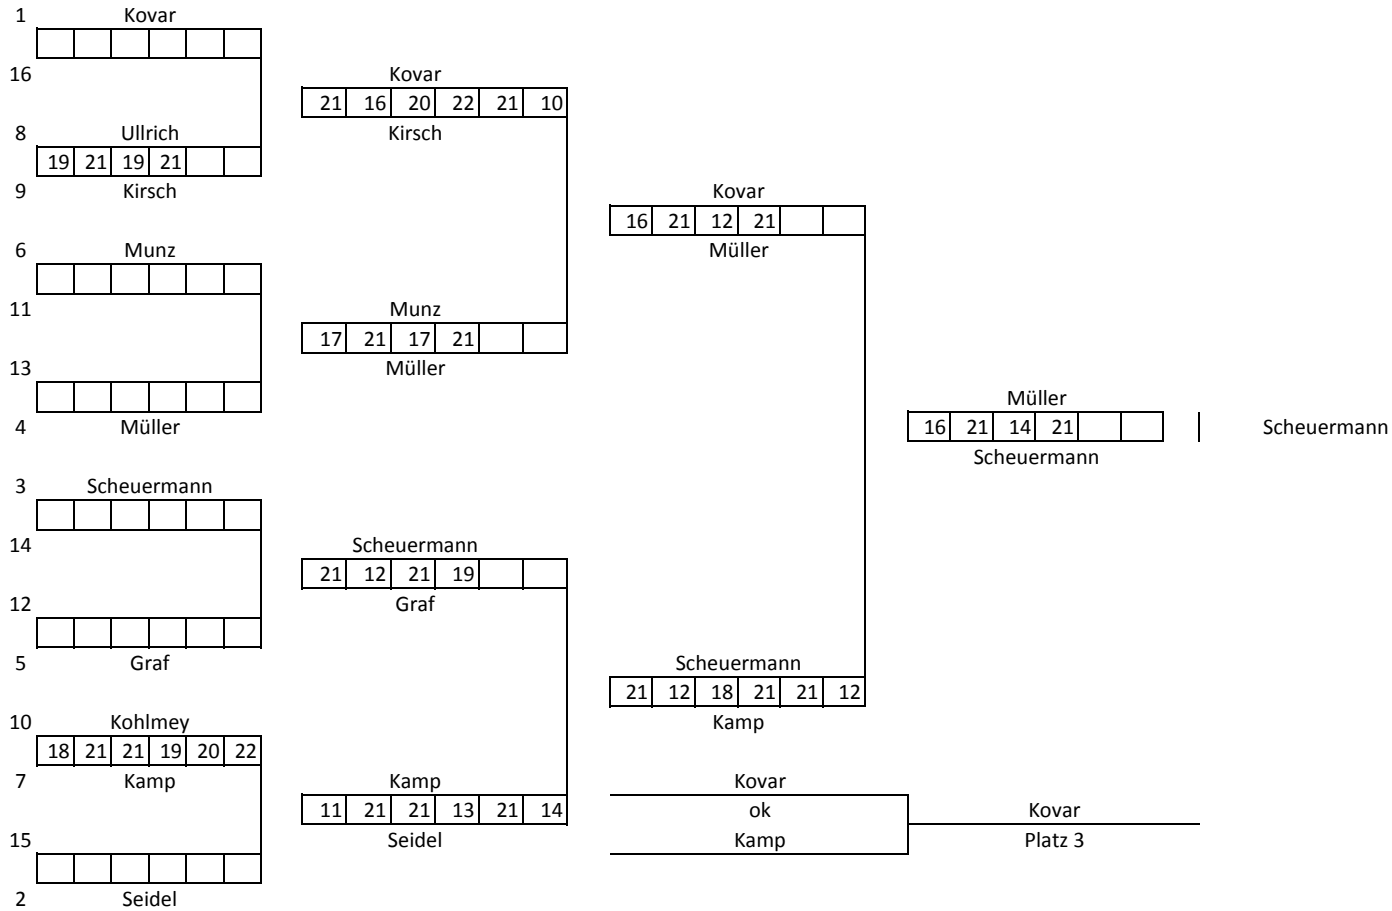 1 Kovar
16
Kovar
21 16 20 22 21 10
8 Ullrich
Kirsch
19 21 19 21
9 Kirsch
Kovar
16 21 12 21
6 Munz
Müller
11
Munz
17 21 17 21
13
Müller
Müller
4 Müller
16 21 14 21 Scheuermann
Scheuermann
3 Scheuermann
14
Scheuermann
21 12 21 19
12
Graf
5 Graf
Scheuermann
21 12 18 21 21 12
10 Kohlmey
Kamp
18 21 21 19 20 22
7 Kamp
Kamp
Kovar
11 21 21 13 21 14
ok
Kovar
15
Seidel
Kamp
Platz 3
2 Seidel